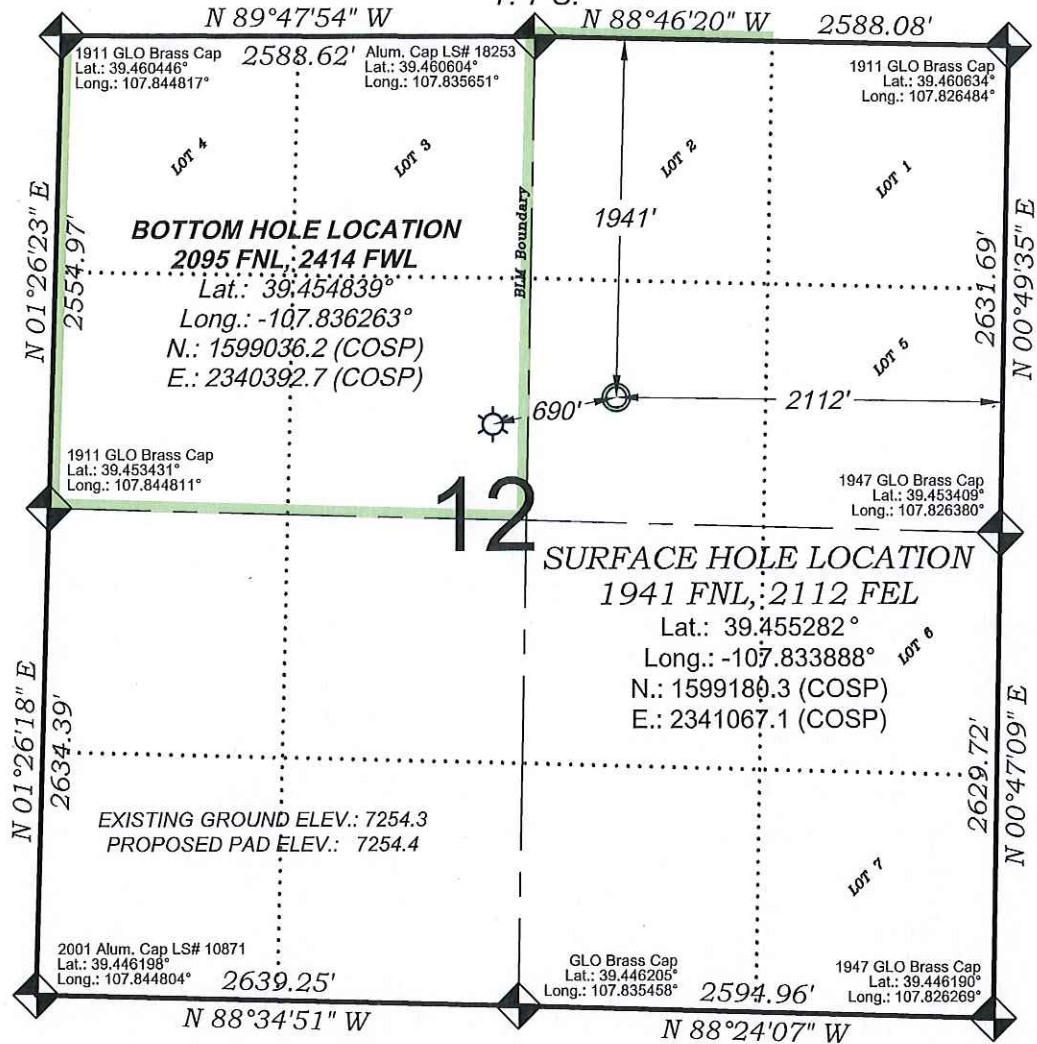 T. 7 S.
N 89°47'54" W
N 88°46'20" W
2588.08'
1911 GLO Brass Cap
Lat.: 39.460446°
Long.: 107.844817°
2588.62'
Alum. Cap LS# 18253
Lat.: 39.460604°
Long.: 107.835651°
1911 GLO Brass Cap
Lat.: 39.460634°
Long.: 107.826484°
LOT 4
LOT 3
LOT 2
LOT 1
N 01°26'23" E
2554.97'
BOTTOM HOLE LOCATION
2095 FNL, 2414 FWL
Lat.: 39.454839°
Long.: -107.836263°
N.: 1599036.2 (COSP)
E.: 2340392.7 (COSP)
BLM Boundary
1941'
2631.69'
N 00°49'35" E
LOT 5
690'
2112'
1911 GLO Brass Cap
Lat.: 39.453431°
Long.: 107.844811°
1947 GLO Brass Cap
Lat.: 39.453409°
Long.: 107.826380°
12
SURFACE HOLE LOCATION
1941 FNL, 2112 FEL
Lat.: 39.455282°
Long.: -107.833888°
N.: 1599180.3 (COSP)
E.: 2341067.1 (COSP)
LOT 6
N 01°26'18" E
2634.39'
2629.72'
N 00°47'09" E
EXISTING GROUND ELEV.: 7254.3
PROPOSED PAD ELEV.: 7254.4
LOT 7
2001 Alum. Cap LS# 10871
Lat.: 39.446198°
Long.: 107.844804°
2639.25'
GLO Brass Cap
Lat.: 39.446205°
Long.: 107.835458°
2594.96'
1947 GLO Brass Cap
Lat.: 39.446190°
Long.: 107.826269°
N 88°34'51" W
N 88°24'07" W